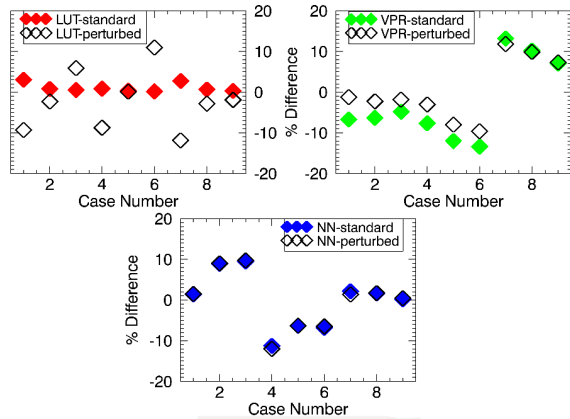 LUT-standard
LUT-perturbed
20
10
0
-10
-20
2
4
6
8
Case Number
% Difference
VPR-standard
VPR-perturbed
20
10
0
-10
-20
2
4
6
8
Case Number
% Difference
NN-standard
NN-perturbed
20
10
0
-10
-20
2
4
6
8
Case Number
% Difference